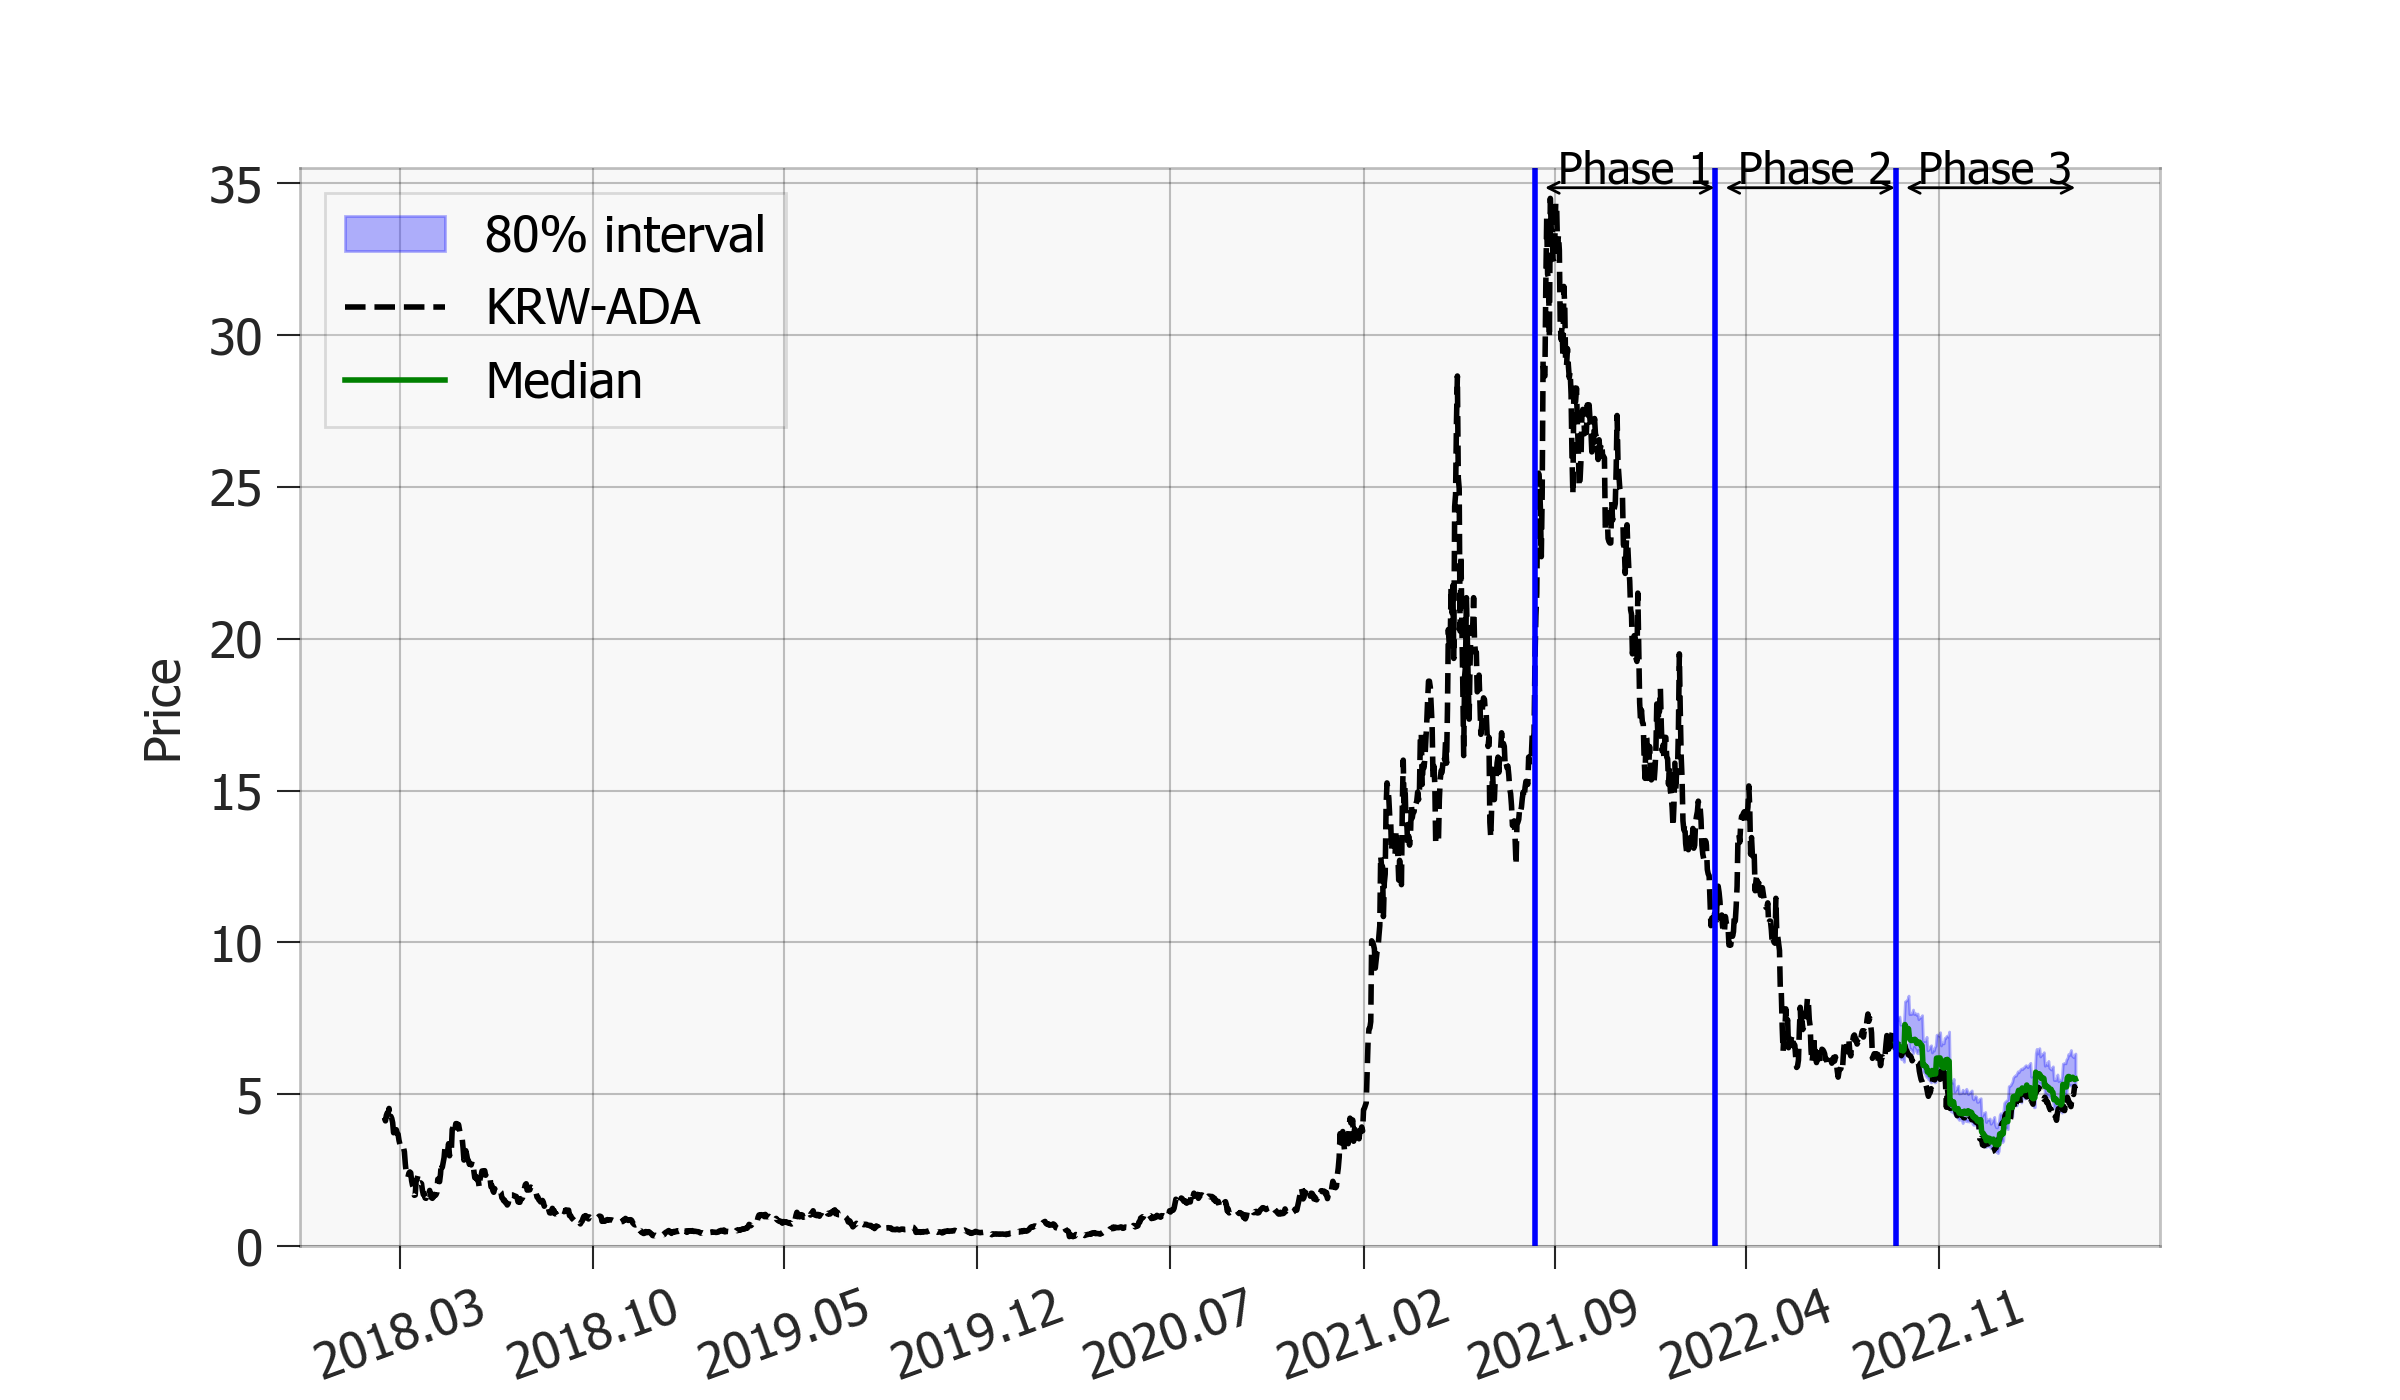 Phase 1
Phase 2
Phase 3
80% interval
KRW-ADA
Median
35
30
25
20
15
10
5
0
Price
2018.03
2018.10
2019.05
2019.12
2020.07
2021.02
2021.09
2022.04
2022.11